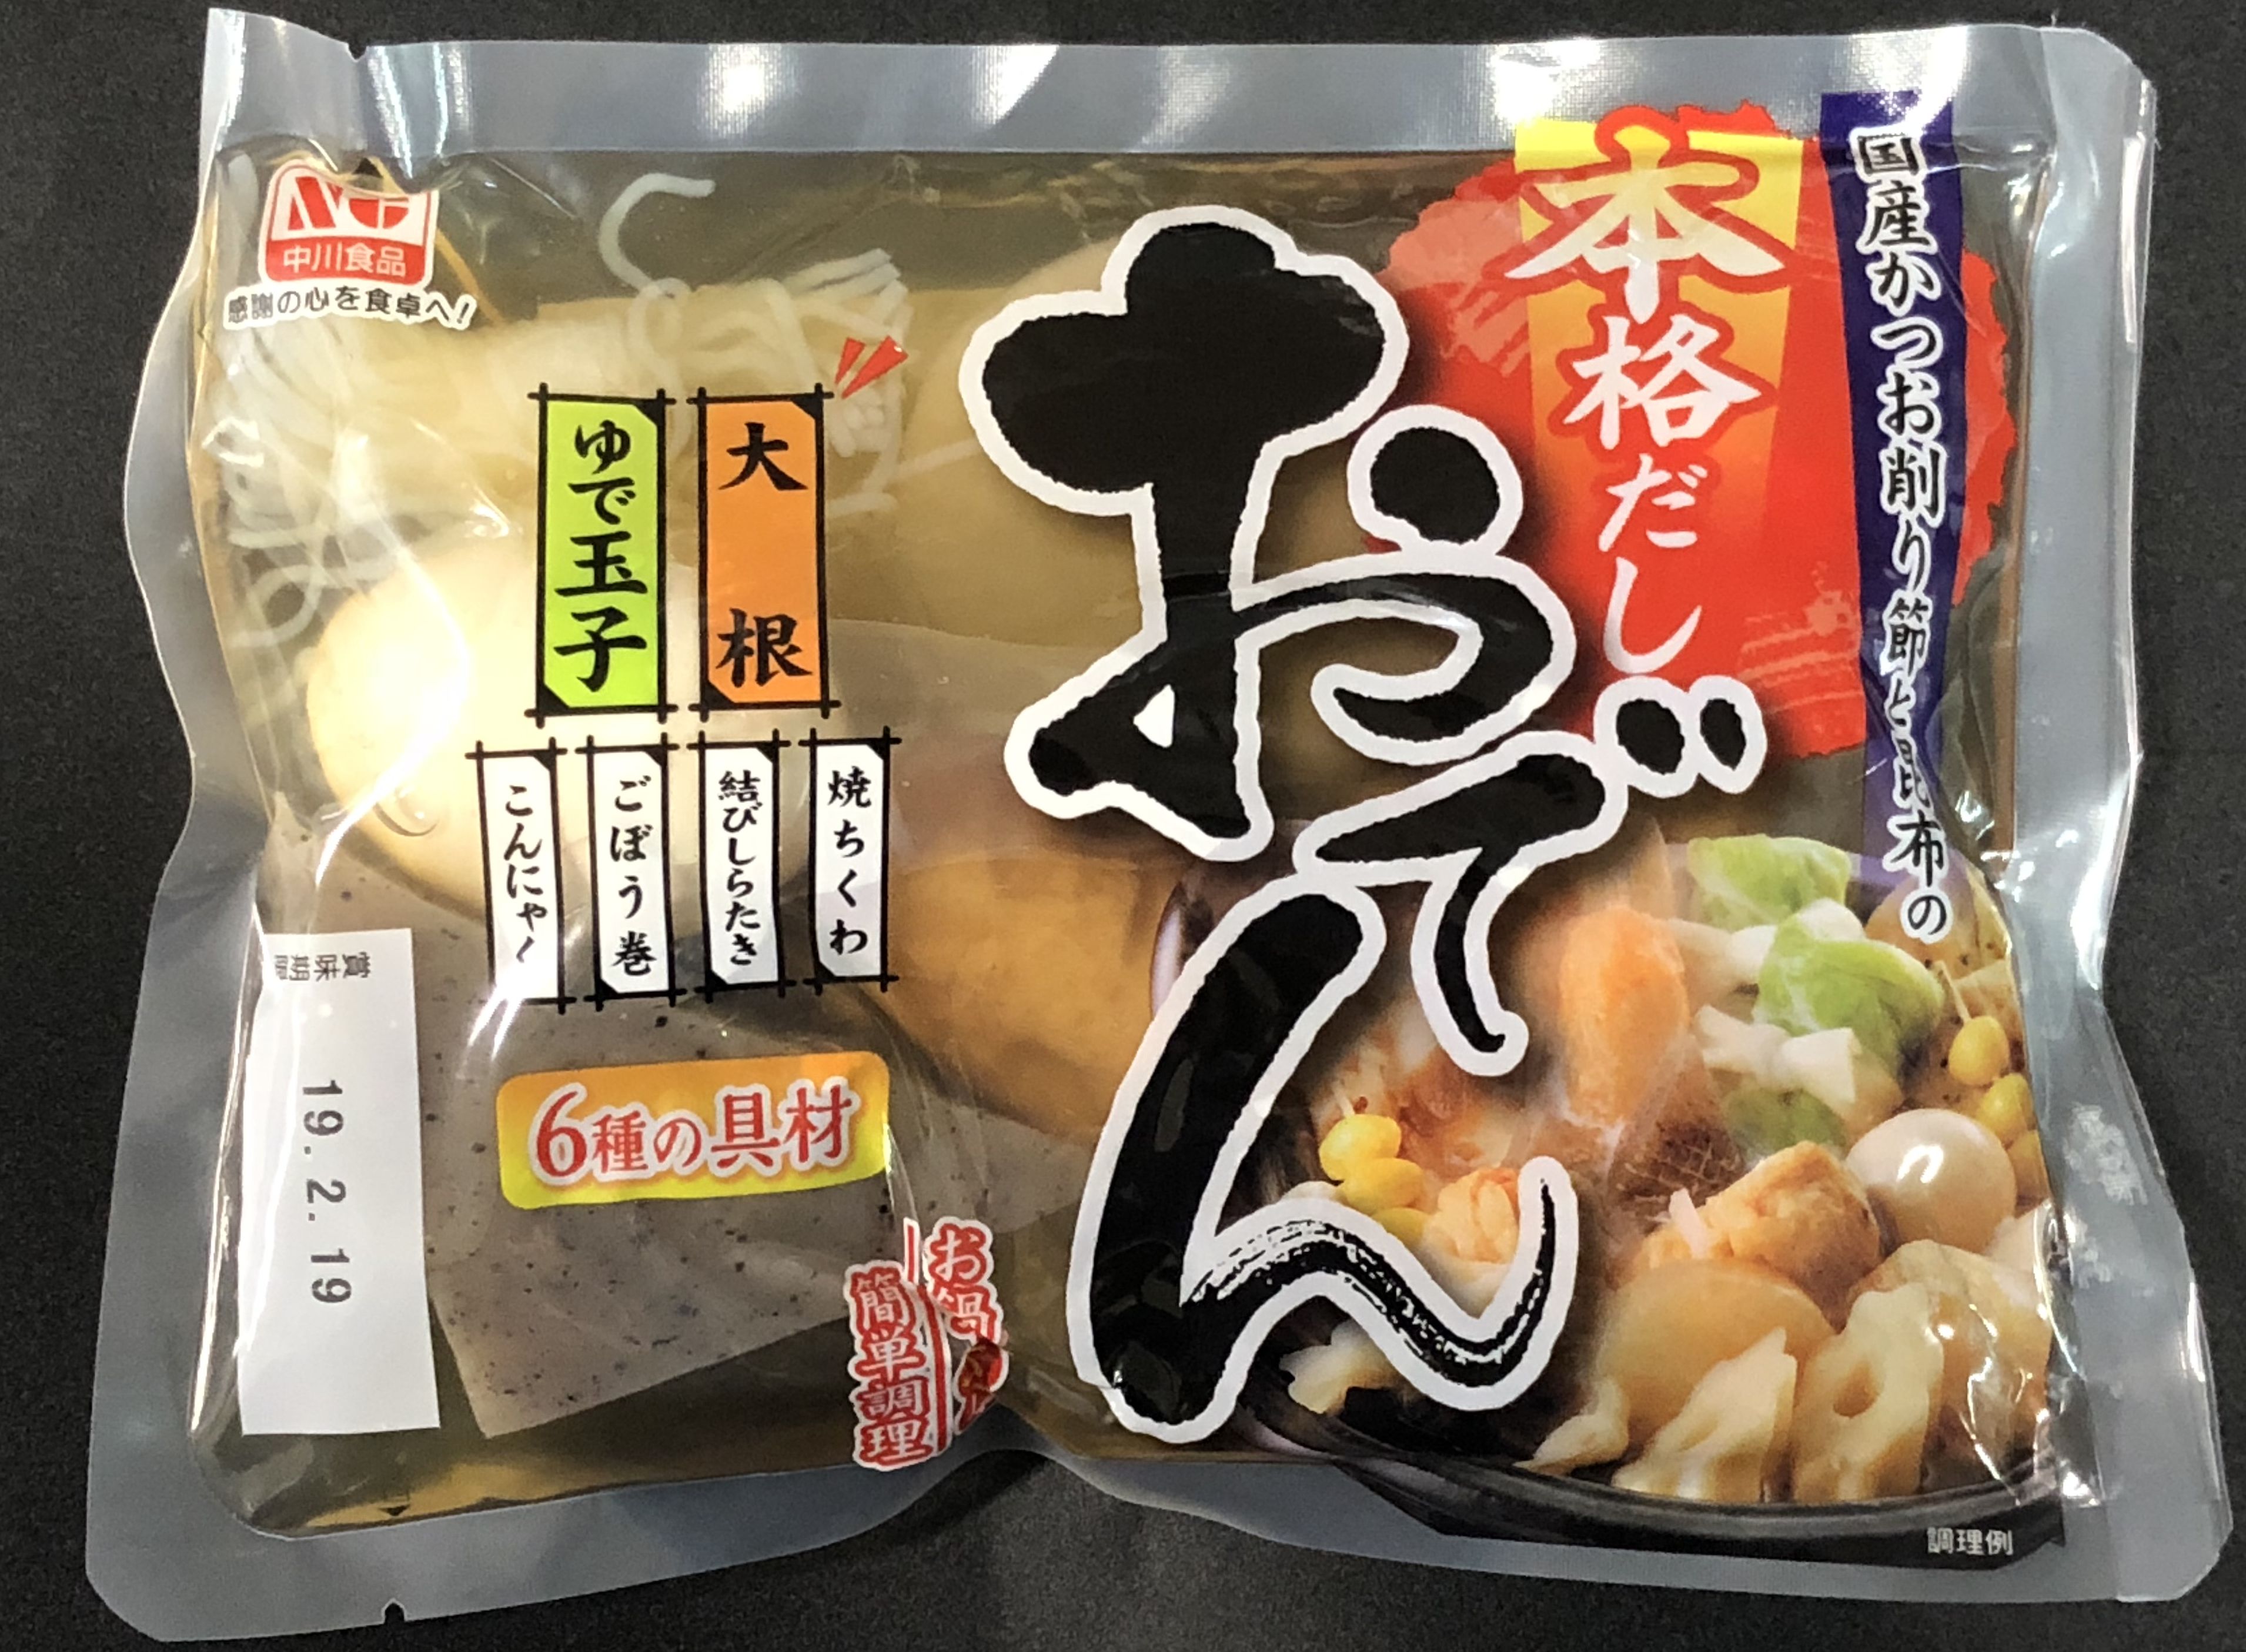 中川食品
感謝の心を食卓へ!
国産かつお削り節と昆布の
本格だし
おでん
大根
ゆで玉子
焼ちくわ
結びしらたき
ごぼう巻
こんにゃく
6種の具材
お鍋で
簡単調理
賞味期限
19.2.19
調理例